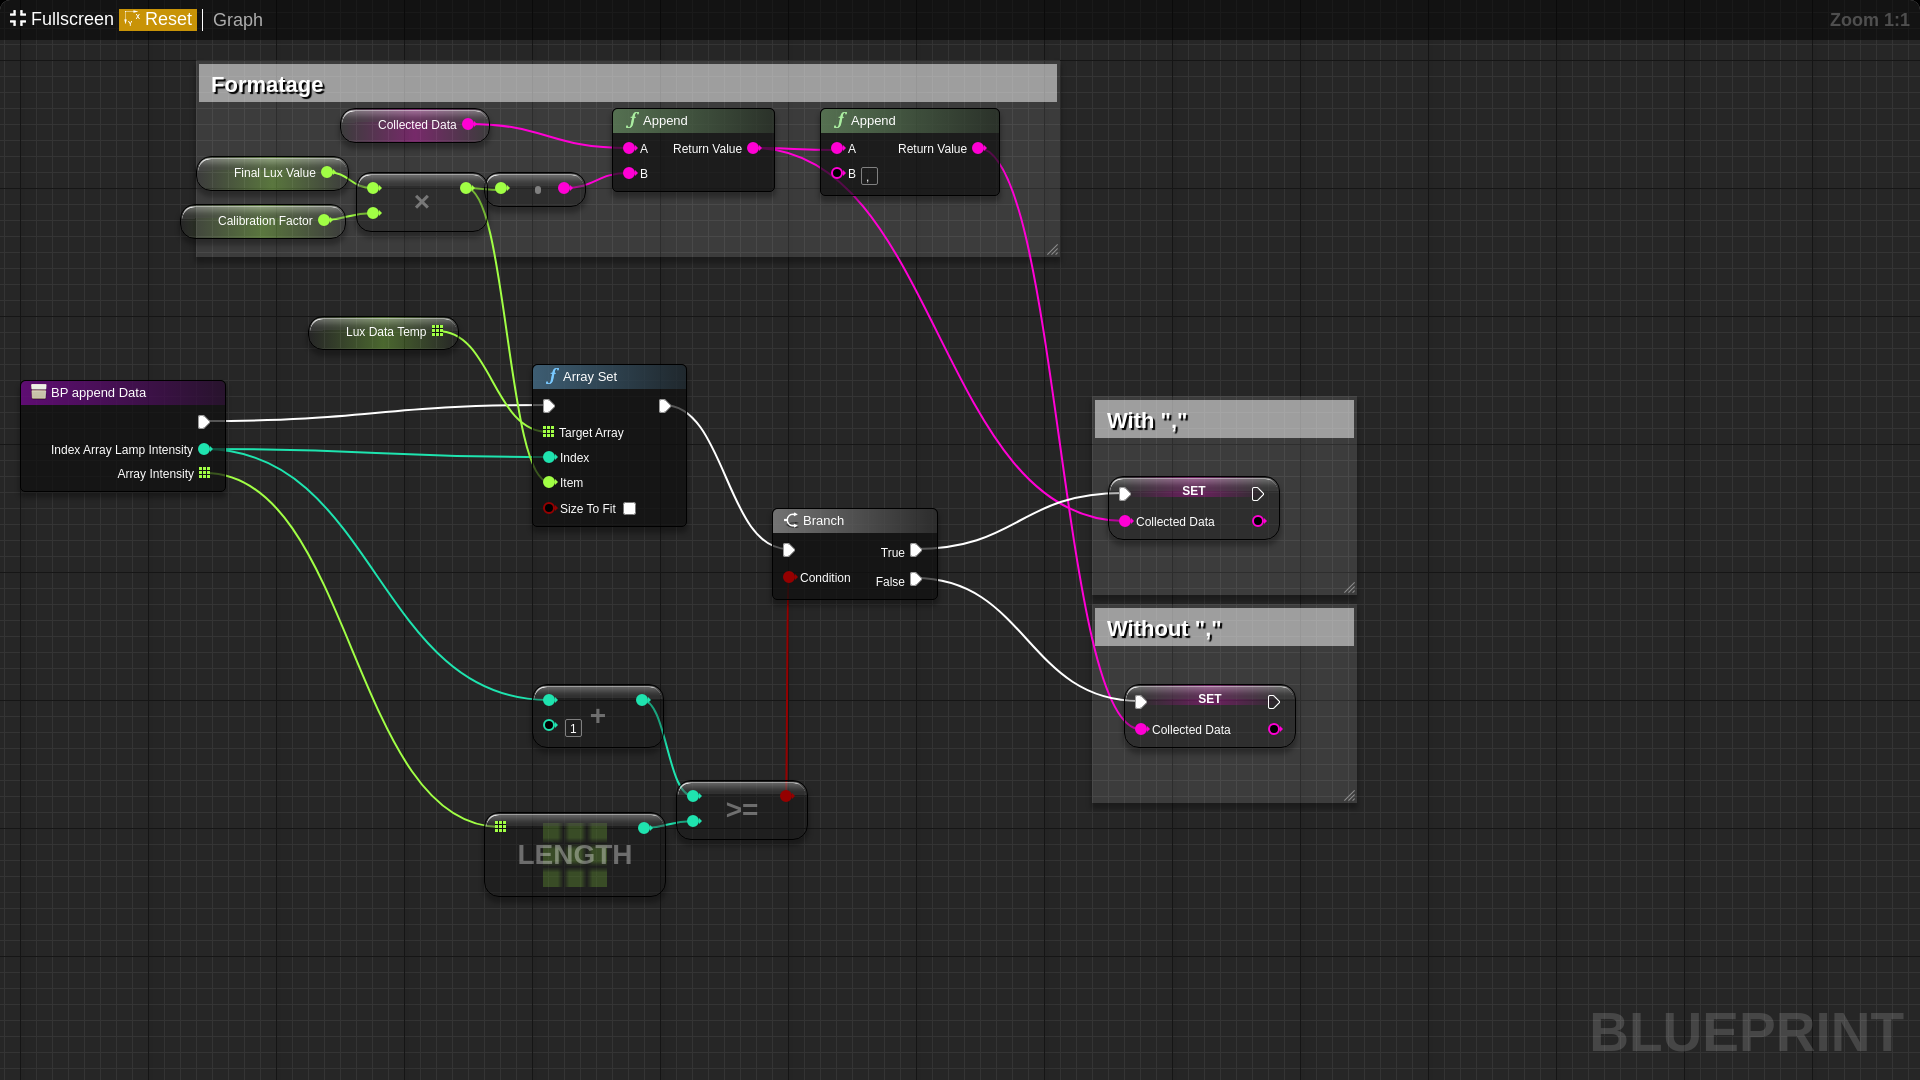 Fullscreen Reset Graph
Zoom 1:1
Formatage
Collected Data
Final Lux Value
Calibration Factor
×
Append
A Return Value
B
Append
A Return Value
B ,
Lux Data Temp
BP append Data
Index Array Lamp Intensity
Array Intensity
Array Set
Target Array
Index
Item
Size To Fit
Branch
True
Condition
False
With ","
SET
Collected Data
Without ","
SET
Collected Data
+
1
>=
LENGTH
BLUEPRINT